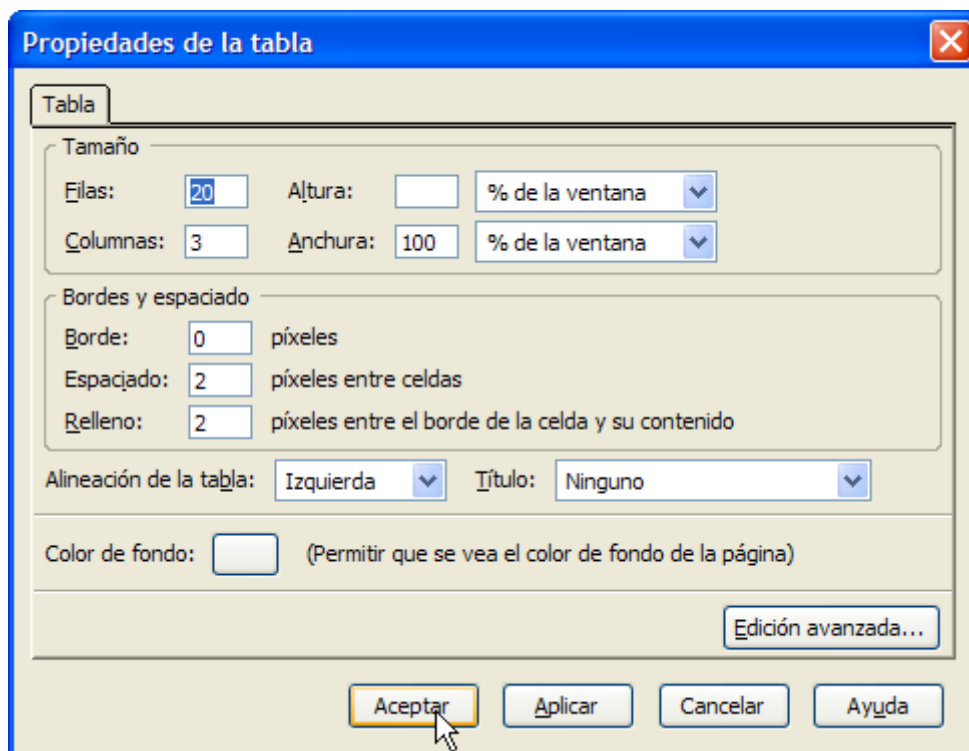 Propiedades de la tabla
Tabla
Tamaño
Filas: 20 Altura: % de la ventana
Columnas: 3 Anchura: 100 % de la ventana
Bordes y espaciado
Borde: 0 píxeles
Espaciado: 2 píxeles entre celdas
Relleno: 2 píxeles entre el borde de la celda y su contenido
Alineación de la tabla: Izquierda Título: Ninguno
Color de fondo: (Permitir que se vea el color de fondo de la página)
Edición avanzada...
Aceptar Aplicar Cancelar Ayuda